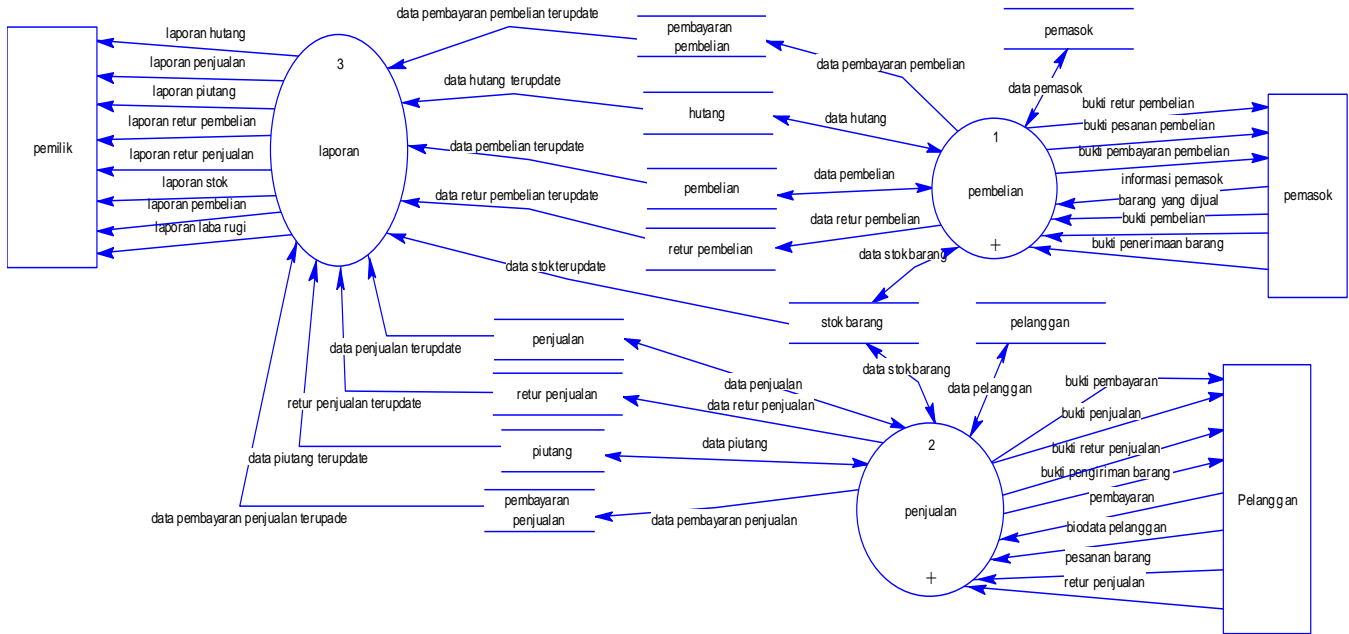 pemilik
laporan hutang
laporan penjualan
laporan piutang
laporan retur pembelian
laporan retur penjualan
laporan stok
laporan pembelian
laporan laba rugi
3
laporan
data pembayaran pembelian terupdate
data hutang terupdate
data pembelian terupdate
data retur pembelian terupdate
data stok terupdate
data penjualan terupdate
retur penjualan terupdate
data piutang terupdate
data pembayaran penjualan terupade
pembayaran
pembelian
hutang
pembelian
retur pembelian
stok barang
pelanggan
pemasok
data pembayaran pembelian
data hutang
data pembelian
data retur pembelian
data stok barang
data pemasok
1
pembelian
+
bukti retur pembelian
bukti pesanan pembelian
bukti pembayaran pembelian
informasi pemasok
barang yang dijual
bukti pembelian
bukti penerimaan barang
pemasok
penjualan
retur penjualan
piutang
pembayaran
penjualan
data penjualan
data retur penjualan
data piutang
data pembayaran penjualan
data stok barang
data pelanggan
2
penjualan
+
bukti pembayaran
bukti penjualan
bukti retur penjualan
bukti pengiriman barang
pembayaran
biodata pelanggan
pesanan barang
retur penjualan
Pelanggan